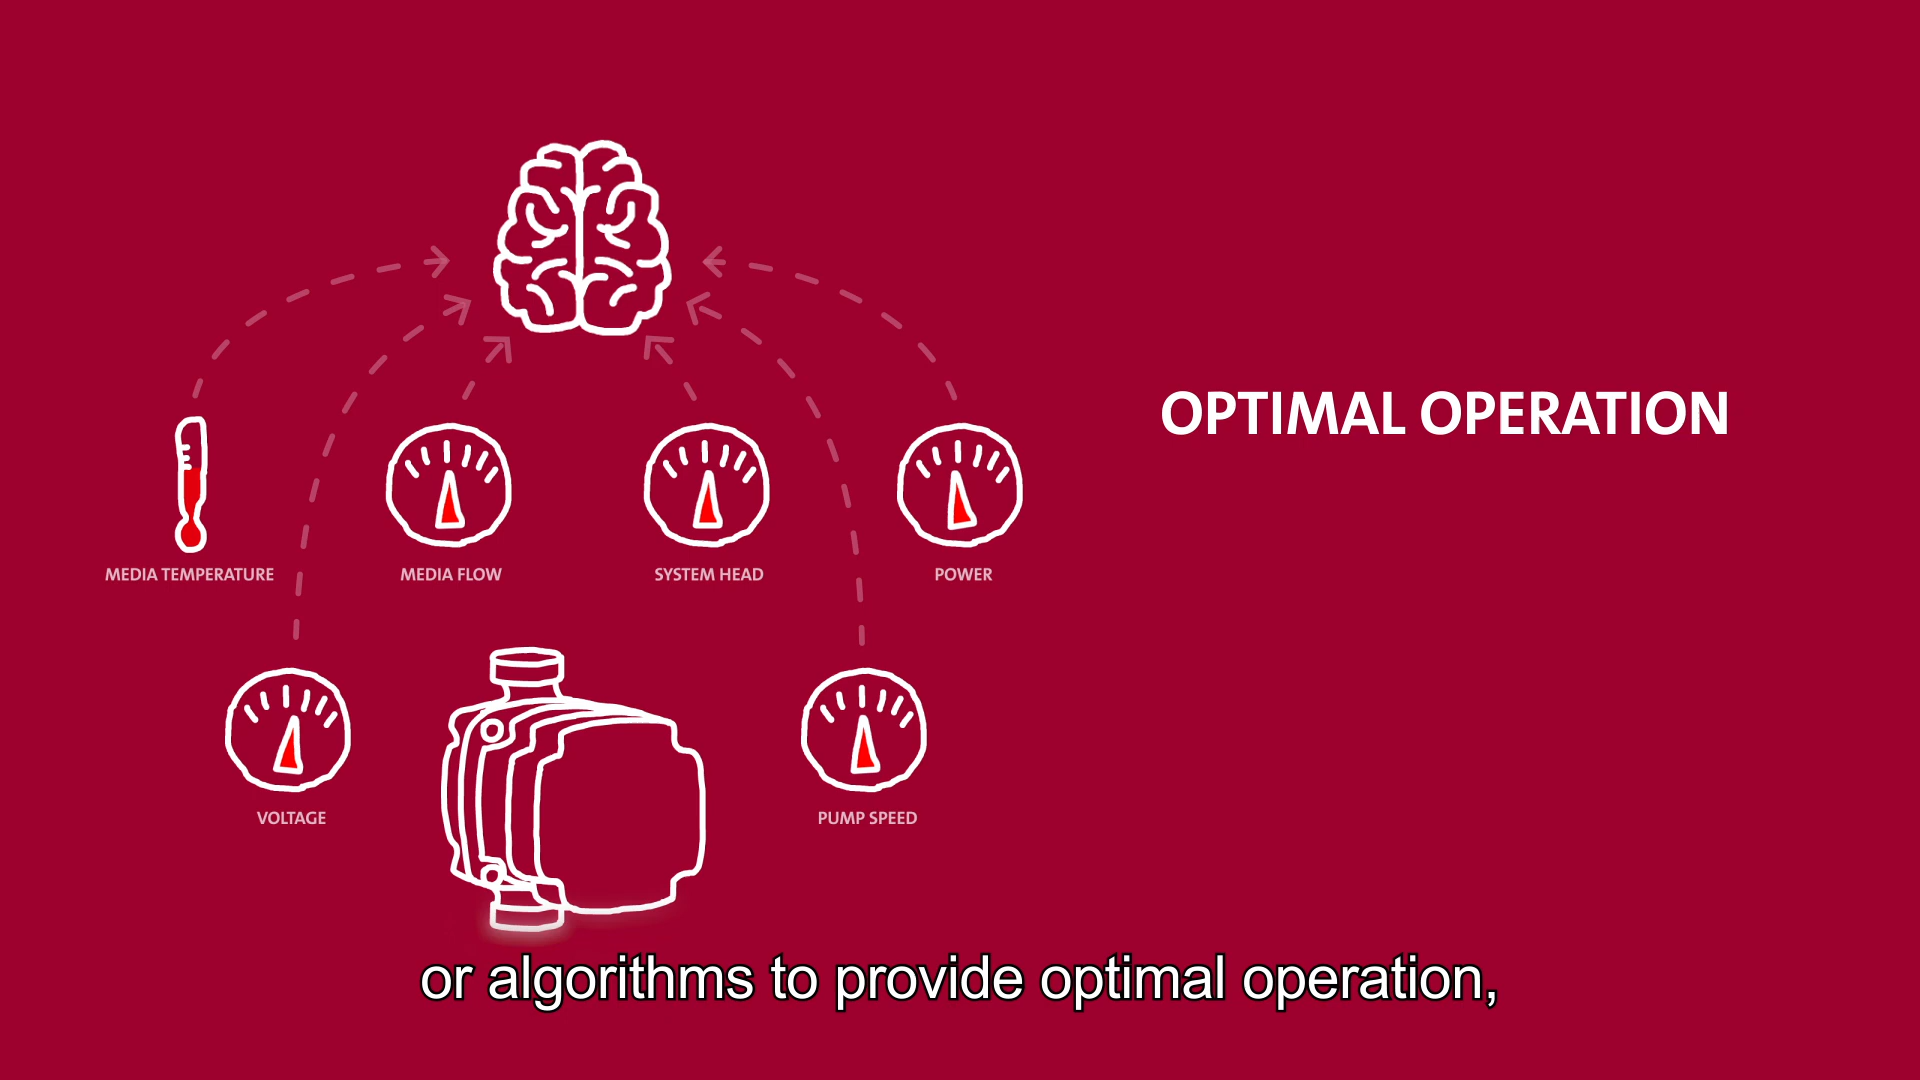 OPTIMAL OPERATION
MEDIA TEMPERATURE
MEDIA FLOW
SYSTEM HEAD
POWER
VOLTAGE
PUMP SPEED
or algorithms to provide optimal operation,